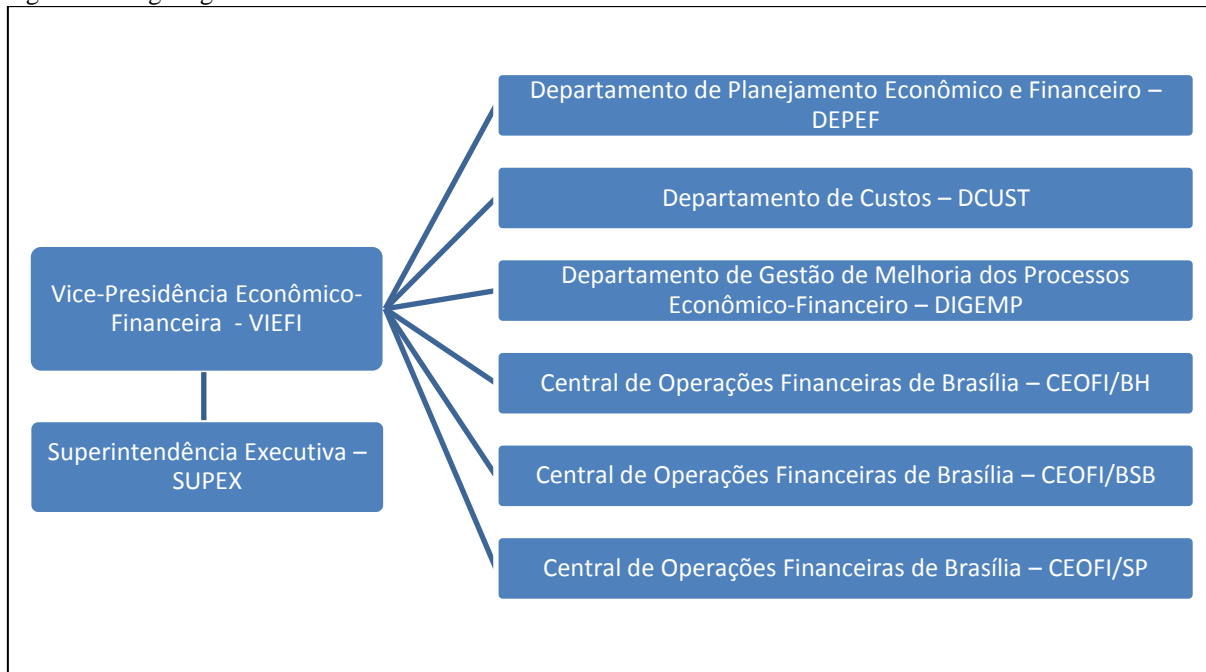 Departamento de Planejamento Econômico e Financeiro –
DEPEF
Departamento de Custos – DCUST
Departamento de Gestão de Melhoria dos Processos
Econômico-Financeiro – DIGEMP
Vice-Presidência Econômico-
Financeira - VIEFI
Central de Operações Financeiras de Brasília – CEOFI/BH
Superintendência Executiva –
SUPEX
Central de Operações Financeiras de Brasília – CEOFI/BSB
Central de Operações Financeiras de Brasília – CEOFI/SP